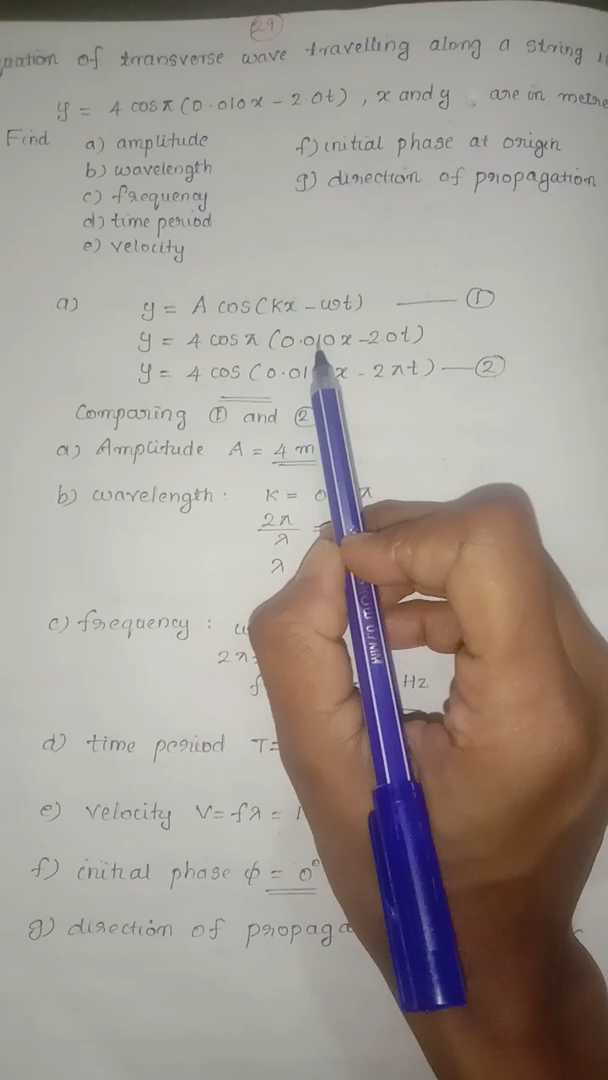 29
of transverse wave travelling along a string
y = 4 cos π (0.010x - 2.0t) , x and y , are in metre
Find a) amplitude f) initial phase at origin
b) wavelength g) direction of propagation
c) frequency
d) time period
e) velocity
a) y = A cos (Kx - ωt) ——— ①
y = 4 cos π (0.010x - 2.0t)
y = 4 cos (0.01 x - 2πt) — ②
Comparing ① and ②
a) Amplitude A = 4 m
b) wavelength. K = 0 π
2π/λ =
λ
c) frequency :
2π
f Hz
d) time period T=
e) velocity V = fλ =
f) initial phase ϕ = 0°
g) direction of